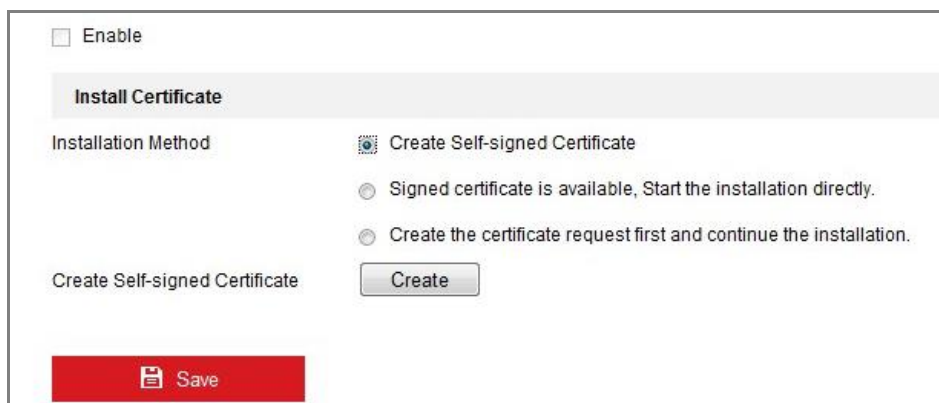 Enable
Install Certificate
Installation Method
Create Self-signed Certificate
Signed certificate is available, Start the installation directly.
Create the certificate request first and continue the installation.
Create Self-signed Certificate
Create
Save